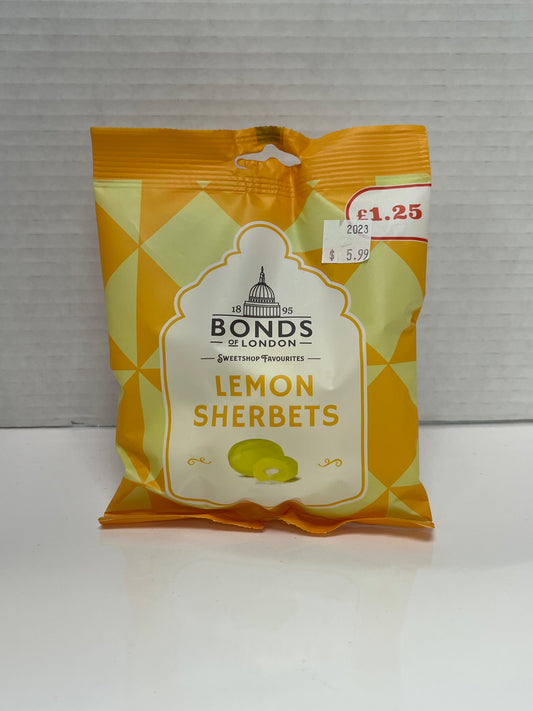 £1.25
2023
$ 5.99
18 95
BONDS
OF LONDON
SWEETSHOP FAVOURITES
LEMON
SHERBETS